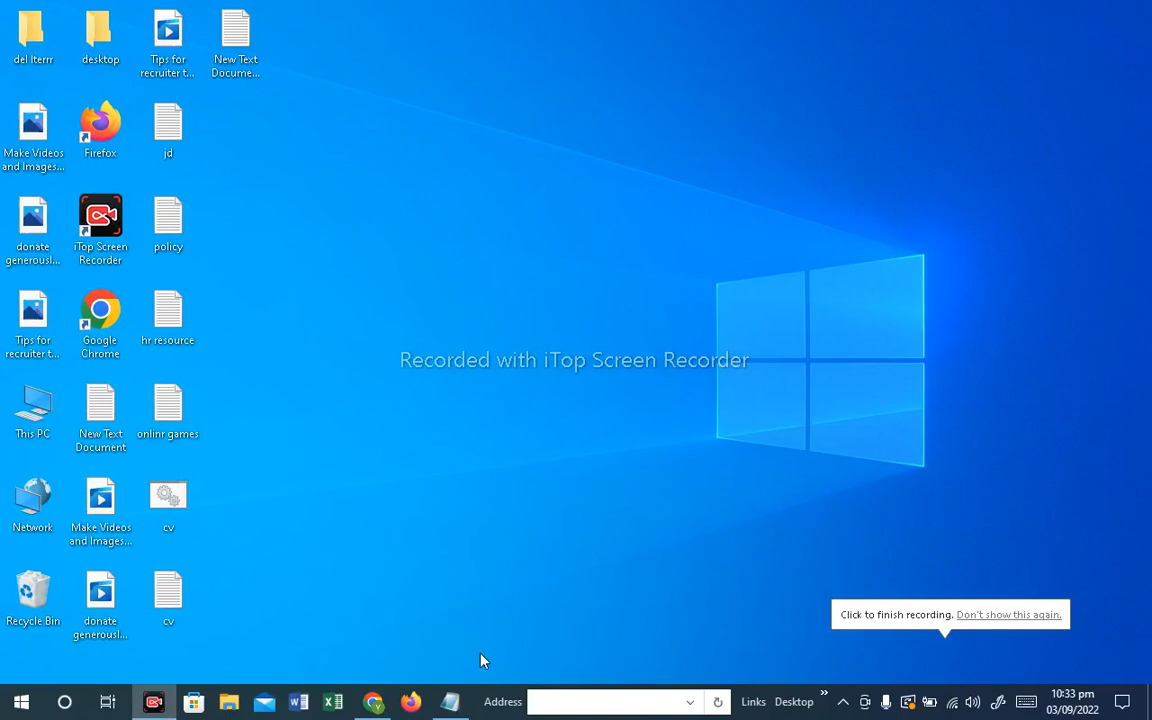 del lterrr
desktop
Tips for
recruiter t...
New Text
Docume...
Make Videos
and Images...
Firefox
jd
donate
generousl...
iTop Screen
Recorder
policy
Tips for
recruiter t...
Google
Chrome
hr resource
Recorded with iTop Screen Recorder
This PC
New Text
Document
onlinr games
Network
Make Videos
and Images...
cv
Recycle Bin
donate
generousl...
cv
Click to finish recording. Don't show this again.
Address
Links
Desktop
10:33 pm
03/09/2022